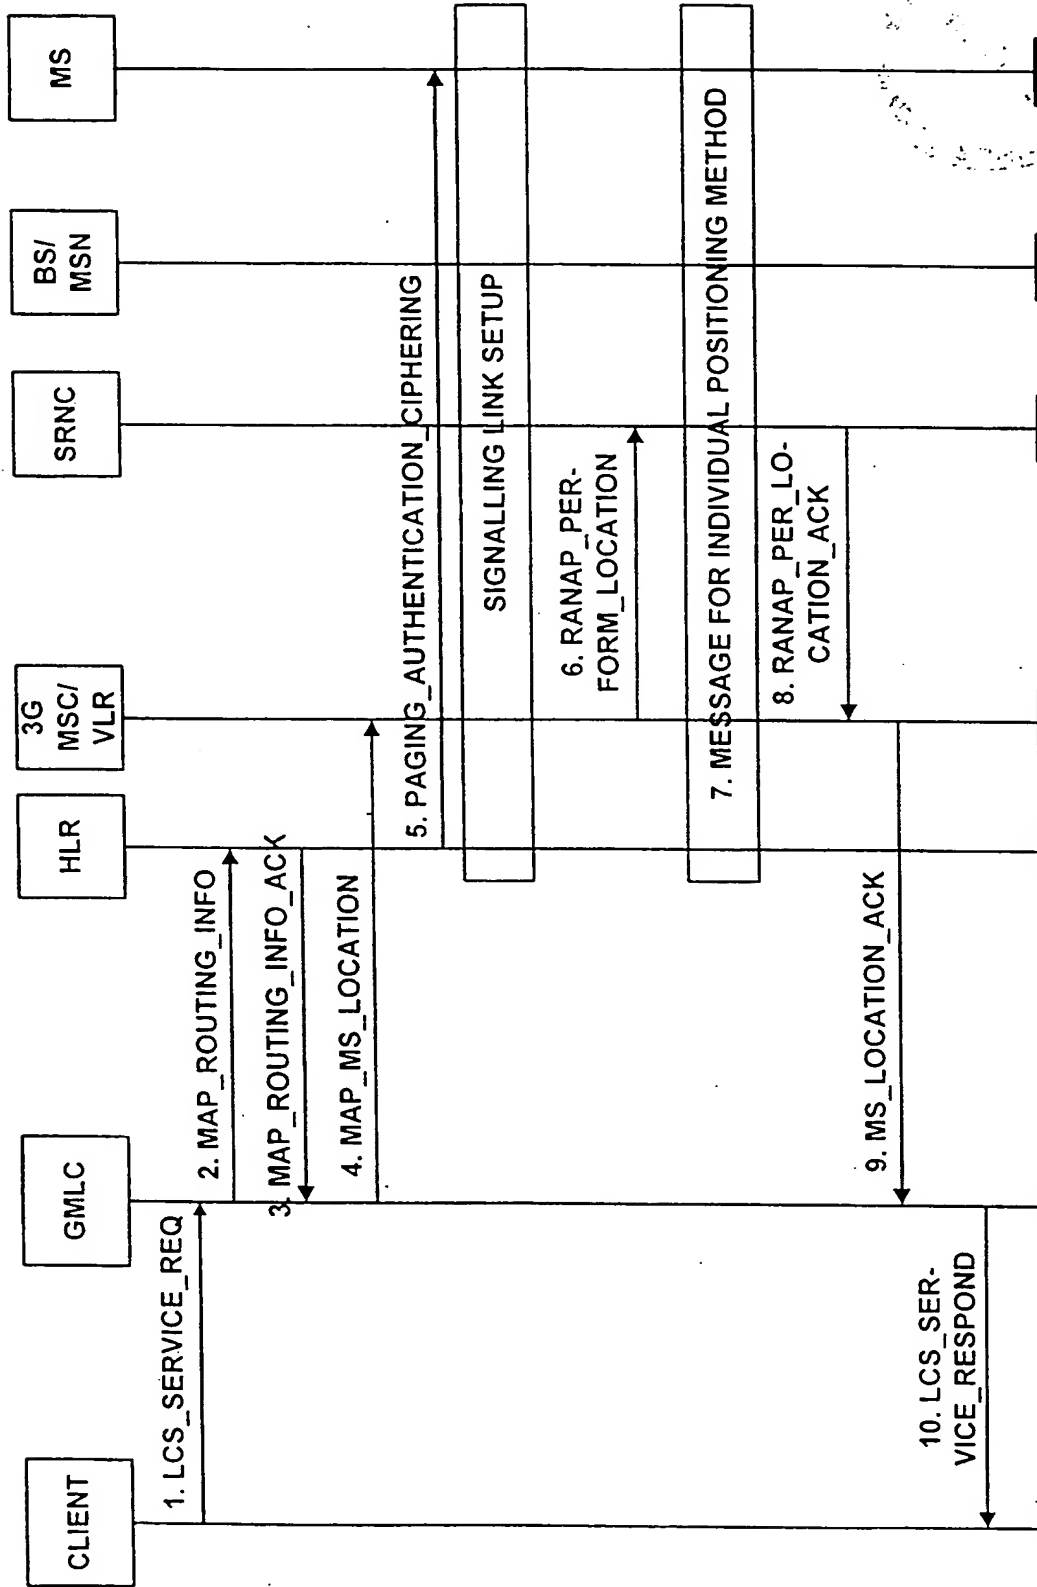 CLIENT
GMLC
HLR
3G
MSC/
VLR
SRNC
BS/
MSN
MS
1. LCS_SERVICE_REQ
2. MAP_ROUTING_INFO
3. MAP_ROUTING_INFO_ACK
4. MAP_MS_LOCATION
5. PAGING_AUTHENTICATION_CIPHERING
SIGNALLING LINK SETUP
6. RANAP_PER-
FORM_LOCATION
7. MESSAGE FOR INDIVIDUAL POSITIONING METHOD
8. RANAP_PER_LO-
CATION_ACK
9. MS_LOCATION_ACK
10. LCS_SER-
VICE_RESPOND